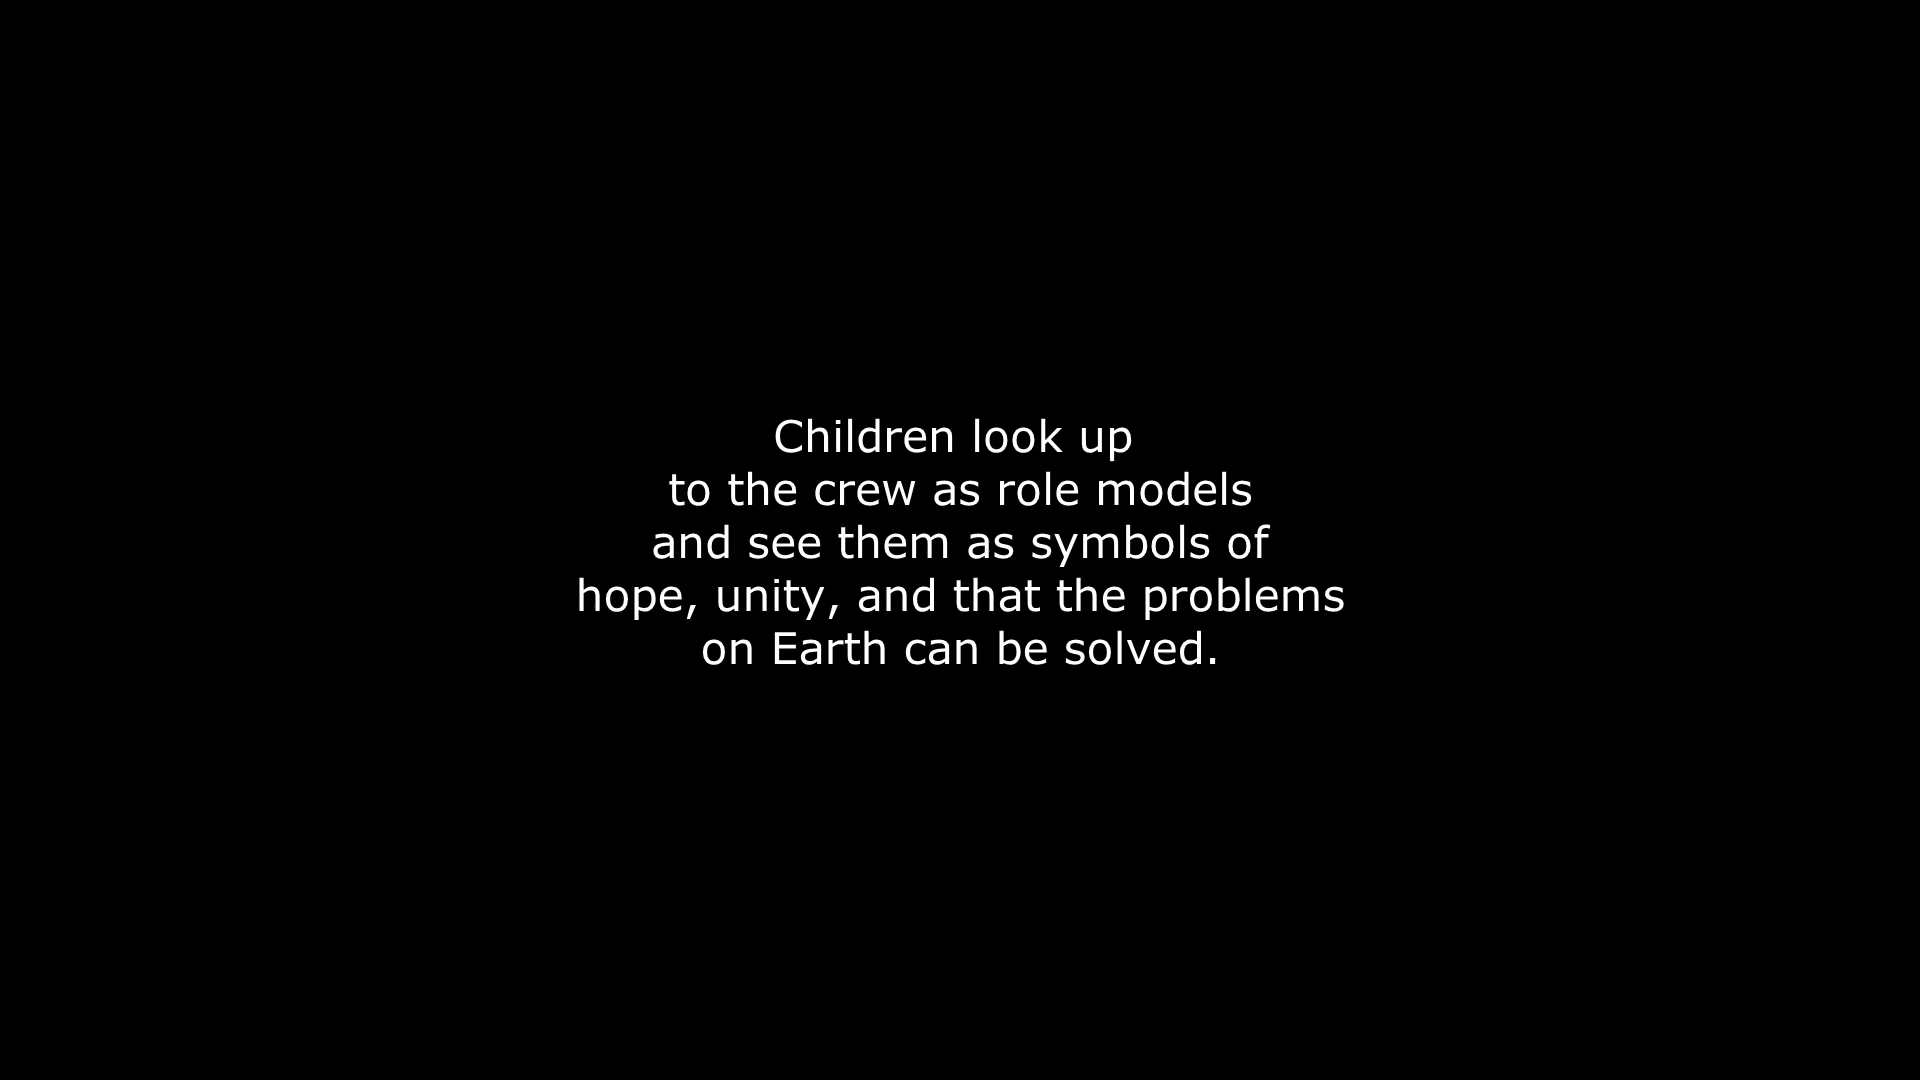 Children look up
to the crew as role models
and see them as symbols of
hope, unity, and that the problems
on Earth can be solved.